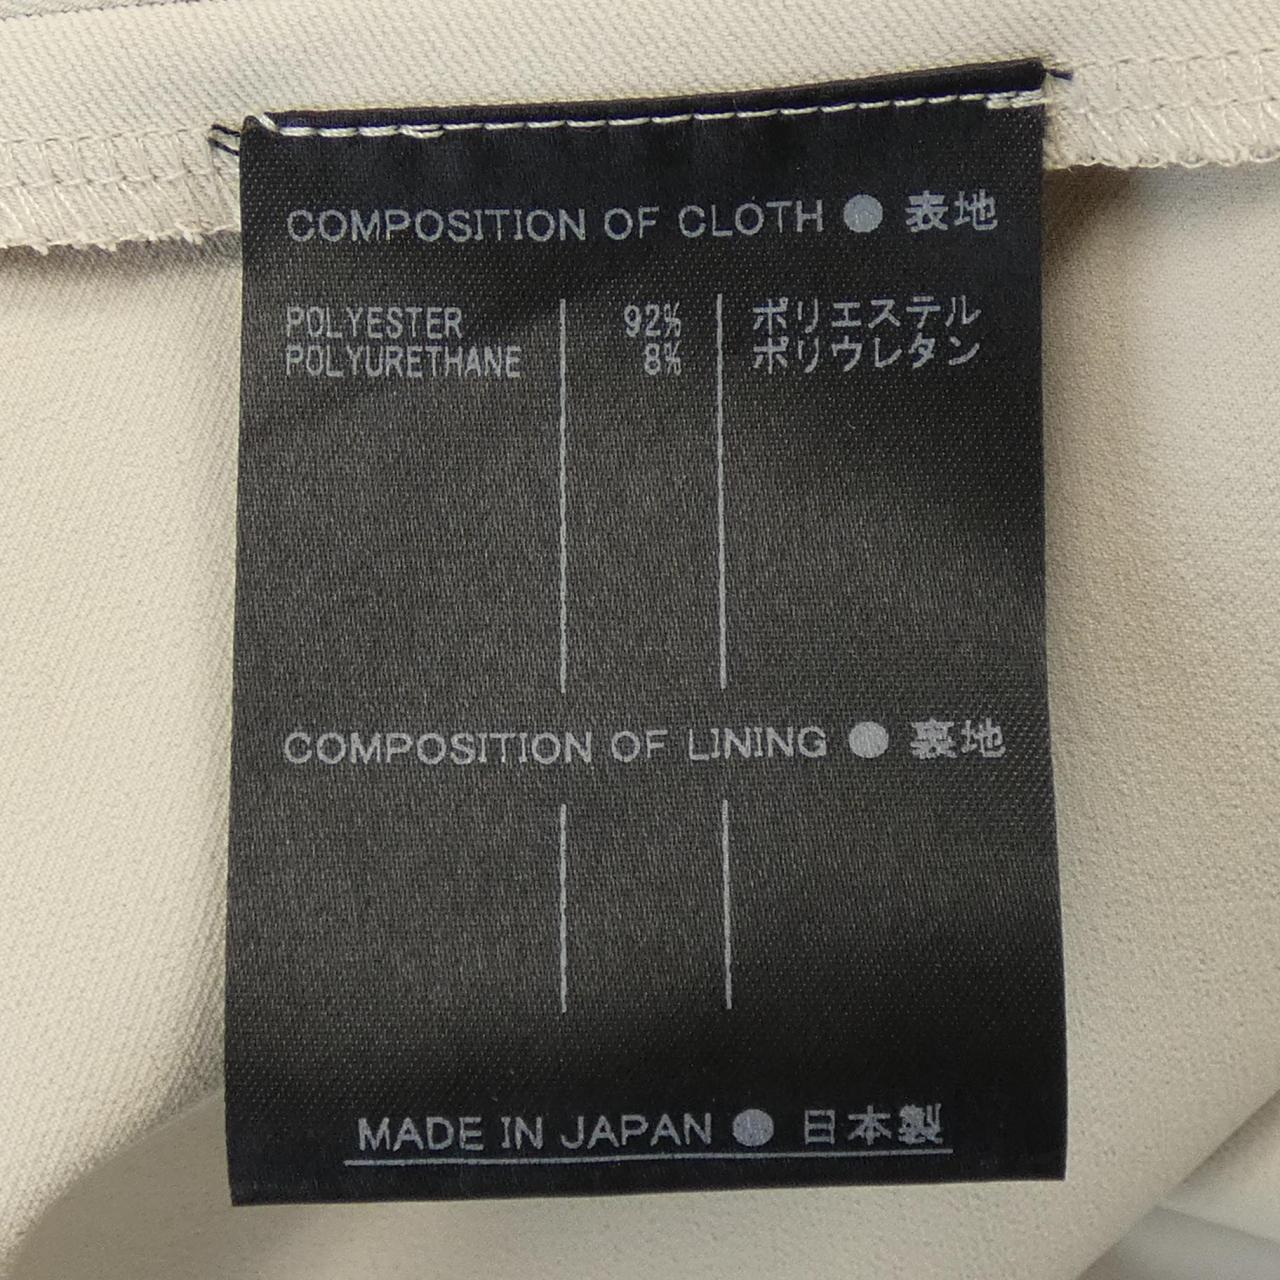 COMPOSITION OF CLOTH ● 表地
POLYESTER 92% ポリエステル
POLYURETHANE 8% ポリウレタン
COMPOSITION OF LINING ● 裏地
MADE IN JAPAN ● 日本製